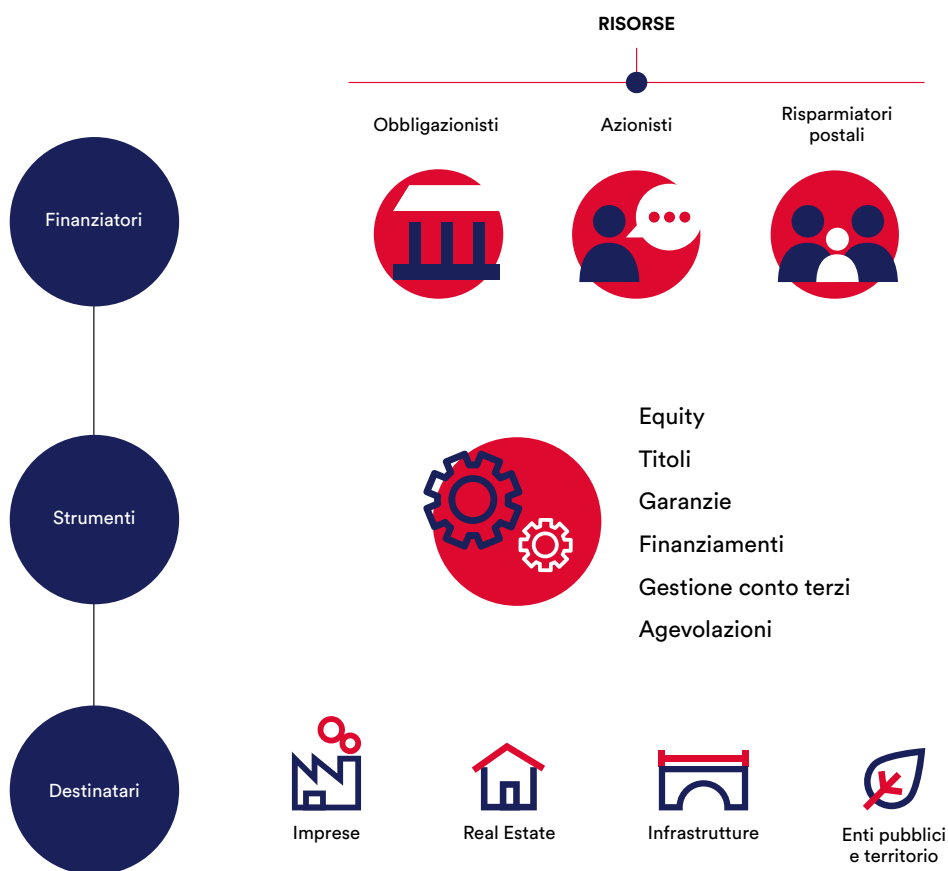 RISORSE
Obbligazionisti
Azionisti
Risparmiatori
postali
Finanziatori
Equity
Titoli
Garanzie
Finanziamenti
Gestione conto terzi
Agevolazioni
Strumenti
Destinatari
Imprese
Real Estate
Infrastrutture
Enti pubblici
e territorio